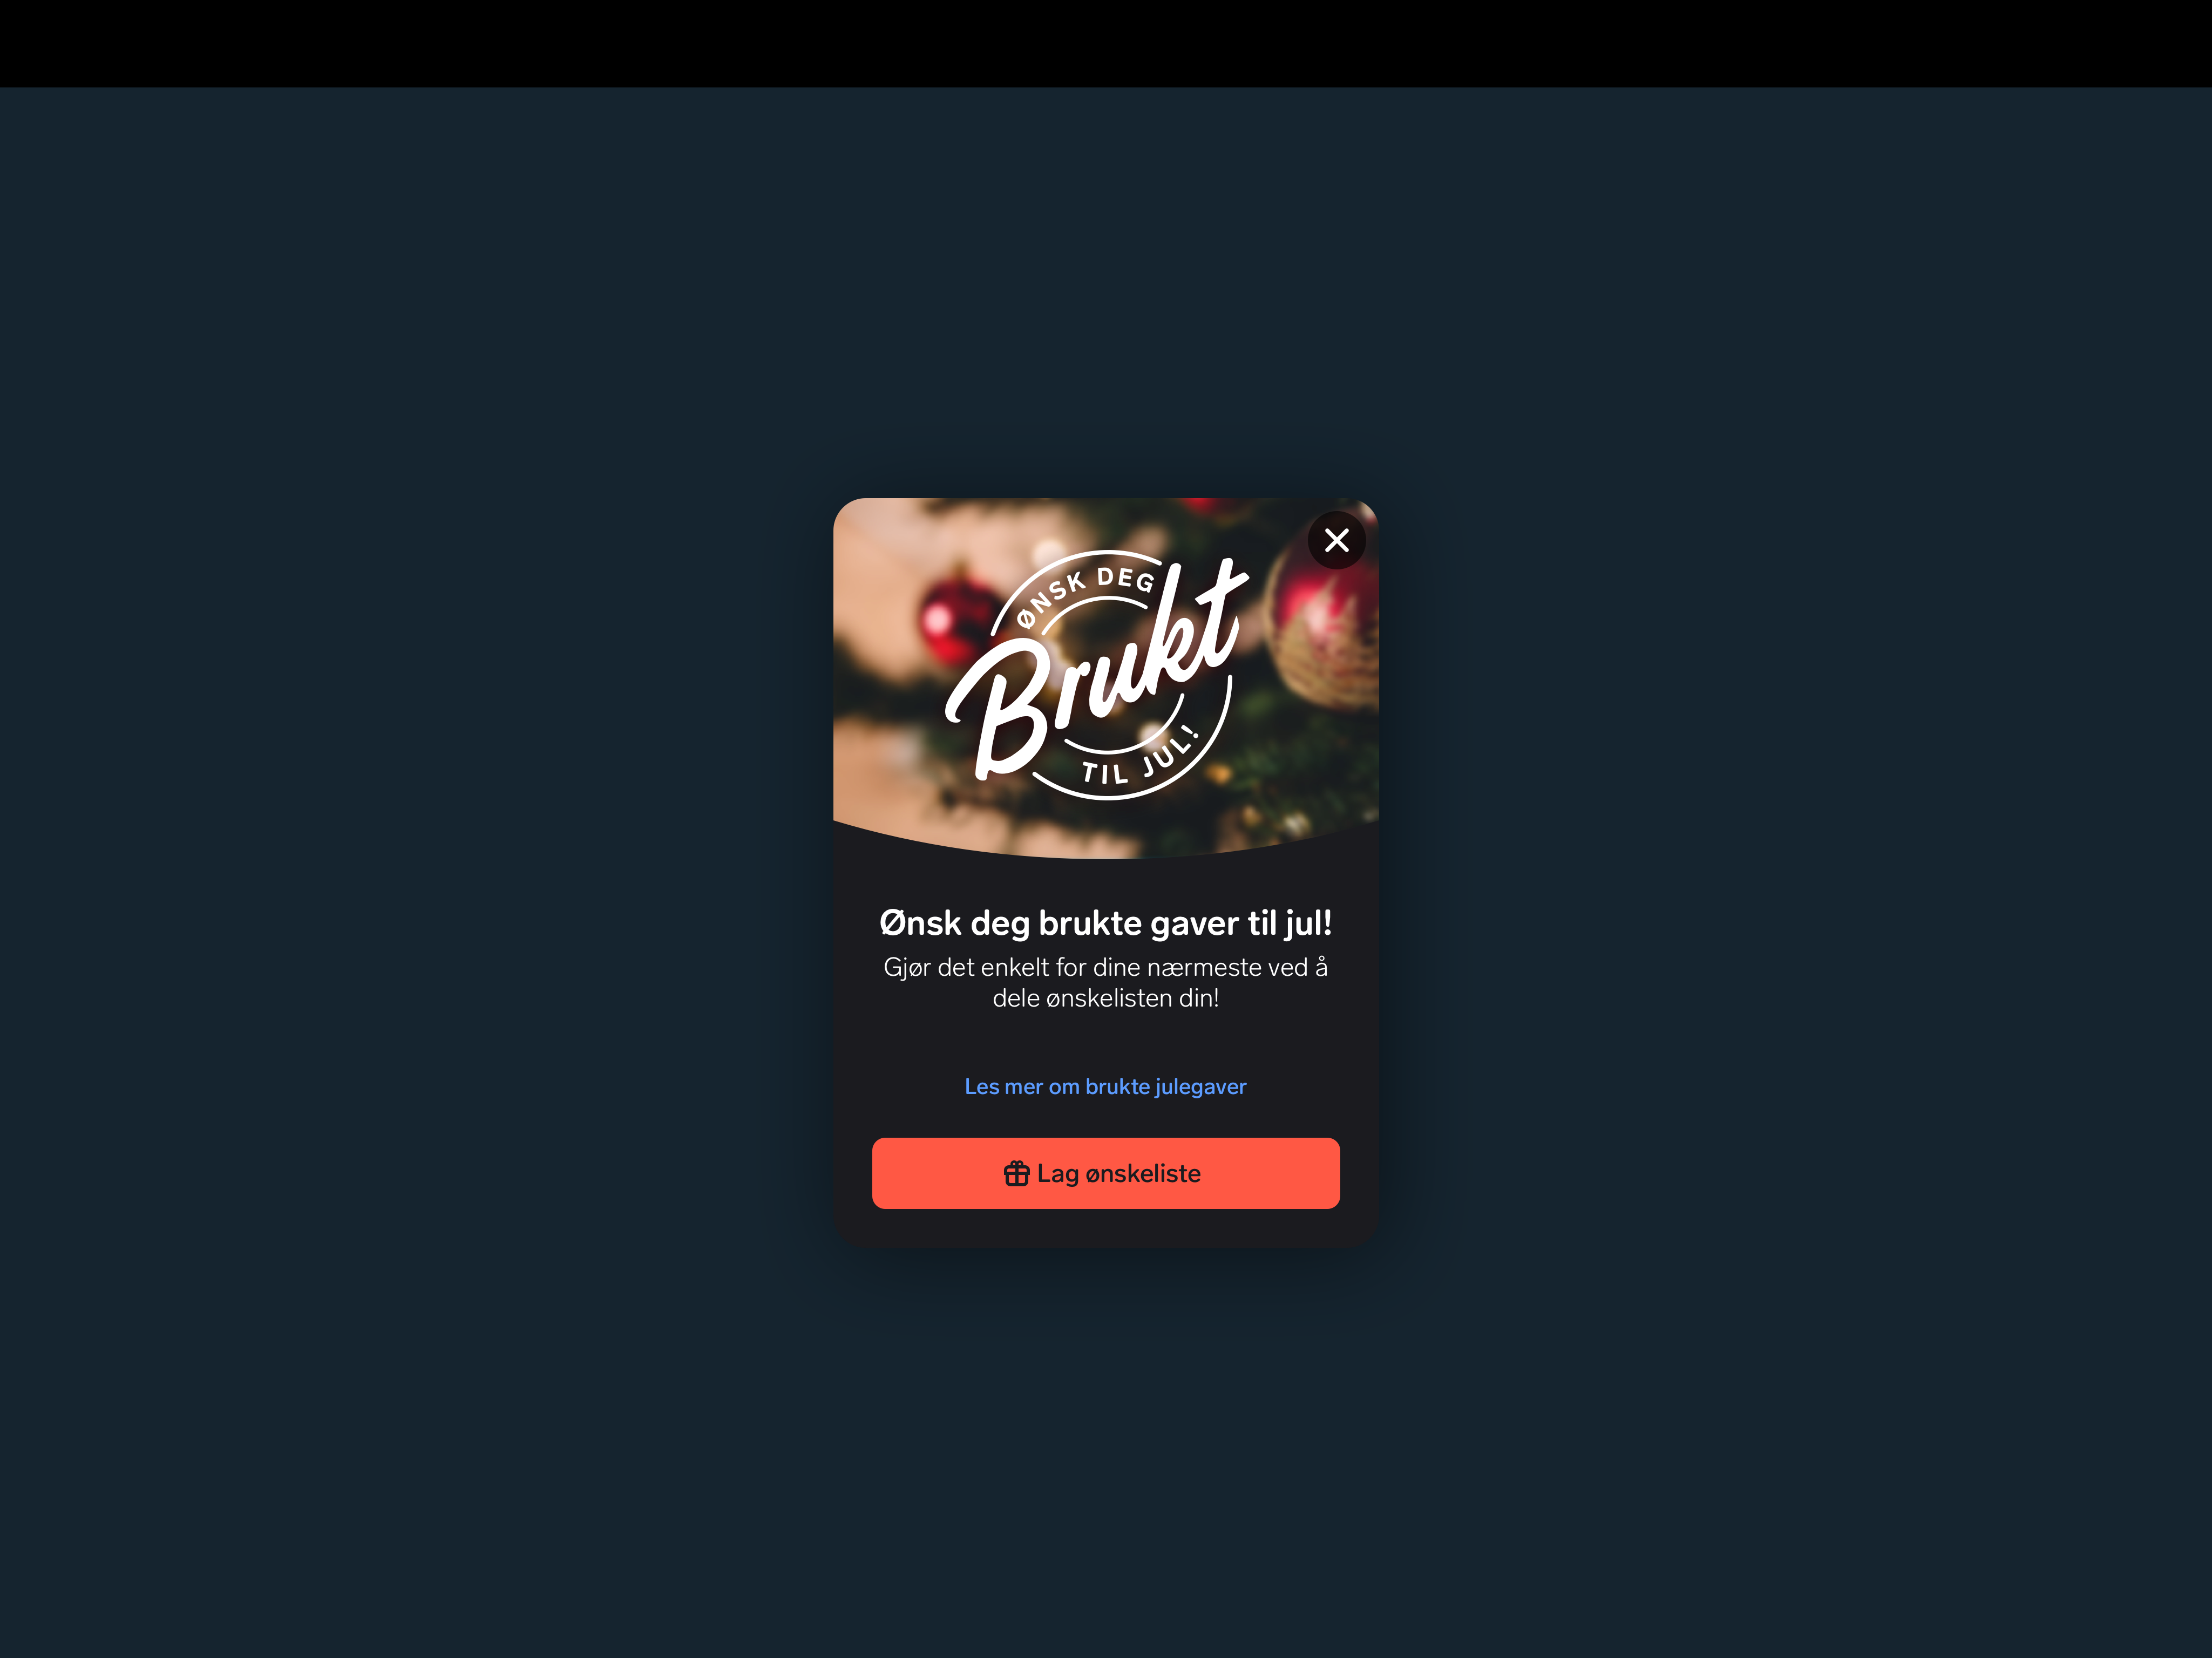 ØNSK DEG
Brukt
TIL JUL!
Ønsk deg brukte gaver til jul!
Gjør det enkelt for dine nærmeste ved å
dele ønskelisten din!
Les mer om brukte julegaver
Lag ønskeliste